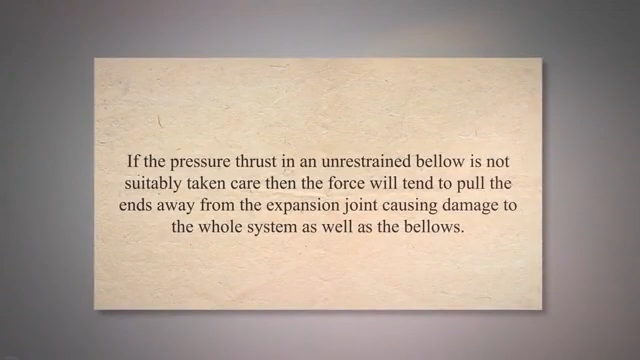 If the pressure thrust in an unrestrained bellow is not
suitably taken care then the force will tend to pull the
ends away from the expansion joint causing damage to
the whole system as well as the bellows.